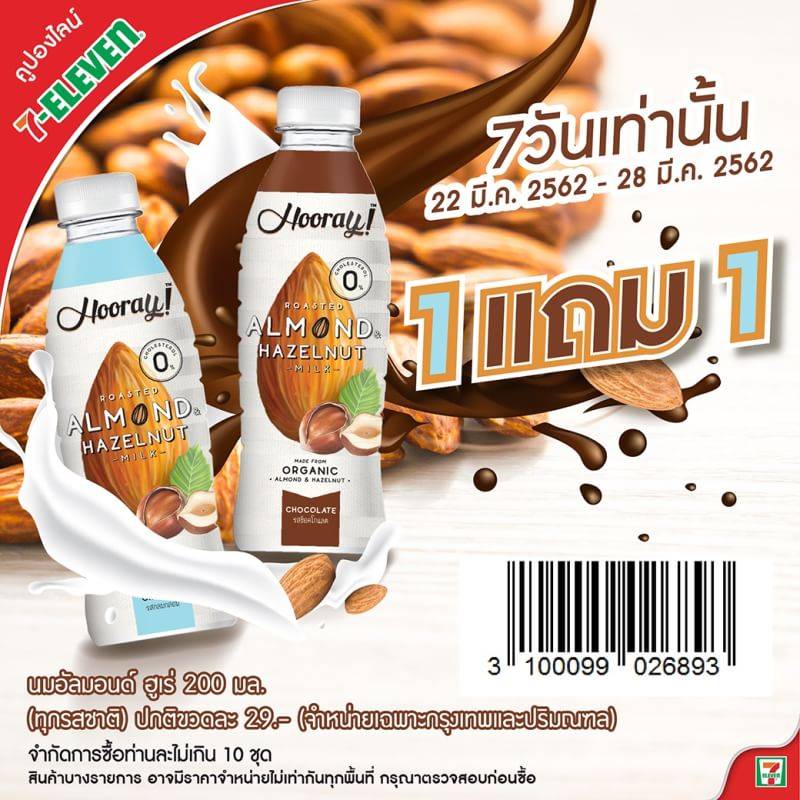 คูปองไลน์
7-ELEVEN
7วันเท่านั้น
22 มี.ค. 2562 - 28 มี.ค. 2562
1 แถม 1
Hooray!™
CHOLESTEROL
0%
ROASTED
ALMOND &
HAZELNUT
MILK
MADE FROM
ORGANIC
ALMOND & HAZELNUT
CHOCOLATE
รสช็อคโกแลต
Hooray!™
CHOLESTEROL
0%
ROASTED
ALMOND &
HAZELNUT
MILK
3 100099 026893
นมอัลมอนด์ ฮูเร่ 200 มล.
(ทุกรสชาติ) ปกติขวดละ 29.- (จำหน่ายเฉพาะกรุงเทพและปริมณฑล)
จำกัดการซื้อท่านละไม่เกิน 10 ชุด
สินค้าบางรายการ อาจมีราคาจำหน่ายไม่เท่ากันทุกพื้นที่ กรุณาตรวจสอบก่อนซื้อ
7
ELEVEN